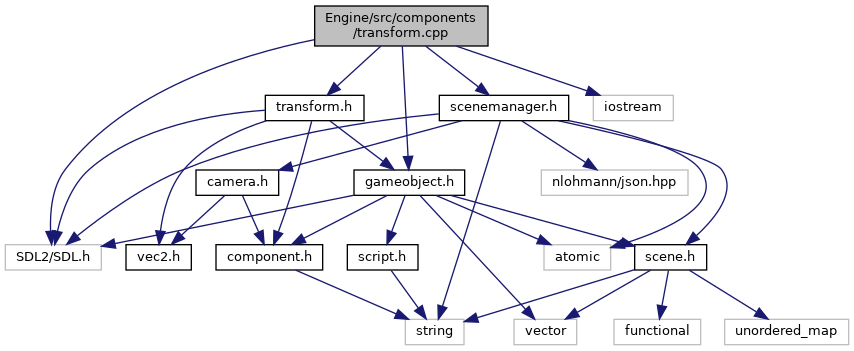 Engine/src/components
/transform.cpp
transform.h
scenemanager.h
iostream
camera.h
gameobject.h
nlohmann/json.hpp
SDL2/SDL.h
vec2.h
component.h
script.h
atomic
scene.h
string
vector
functional
unordered_map